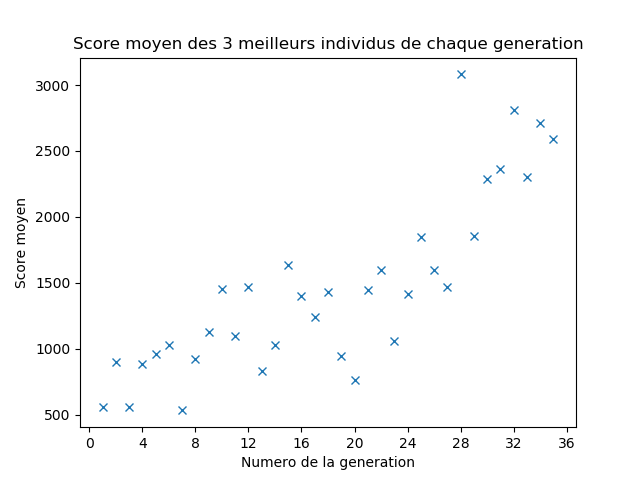 Score moyen des 3 meilleurs individus de chaque generation
3000
2500
2000
1500
1000
500
Score moyen
0 4 8 12 16 20 24 28 32 36
Numero de la generation